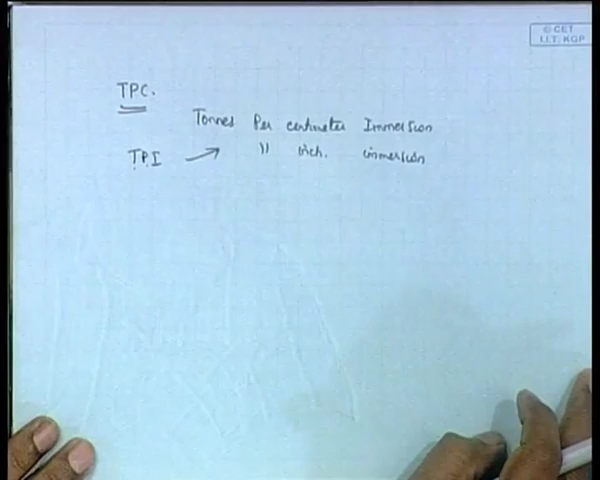 © CET
I.I.T. KGP
TPC.
Tonnes Per centimeter Immersion
TPI → " inch. immersion